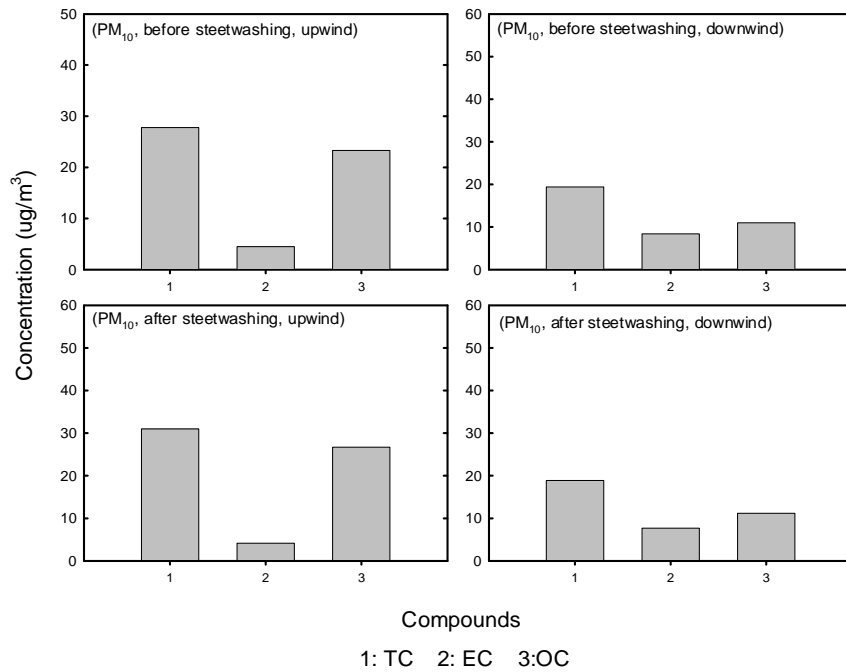 (PM10, before steetwashing, upwind)
50
40
30
20
10
0
1 2 3
(PM10, before steetwashing, downwind)
60
50
40
30
20
10
0
1 2 3
(PM10, after steetwashing, upwind)
60
50
40
30
20
10
0
1 2 3
(PM10, after steetwashing, downwind)
60
50
40
30
20
10
0
1 2 3
Concentration (ug/m3)
Compounds
1: TC 2: EC 3:OC